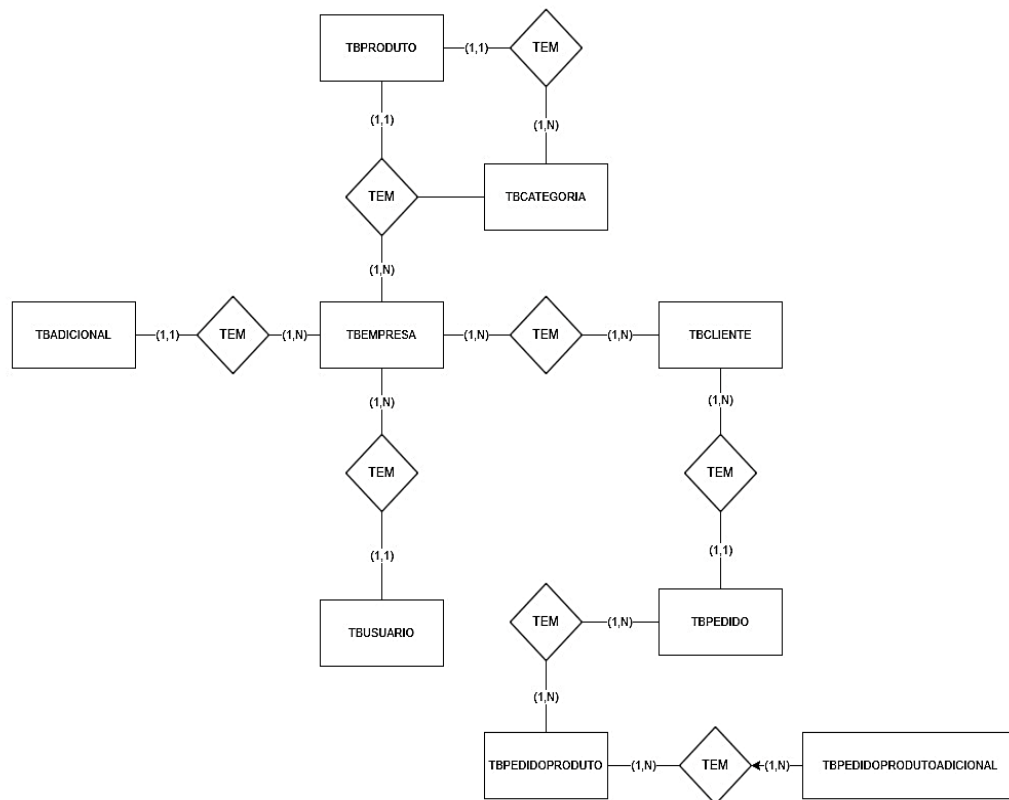 TBPRODUTO
(1,1)
TEM
(1,1)
(1,N)
TEM
TBCATEGORIA
(1,N)
TBADICIONAL
(1,1)
TEM
(1,N)
TBEMPRESA
(1,N)
TEM
(1,N)
TBCLIENTE
(1,N)
(1,N)
TEM
TEM
(1,1)
(1,1)
TBUSUARIO
TEM
(1,N)
TBPEDIDO
(1,N)
TBPEDIDOPRODUTO
(1,N)
TEM
(1,N)
TBPEDIDOPRODUTOADICIONAL